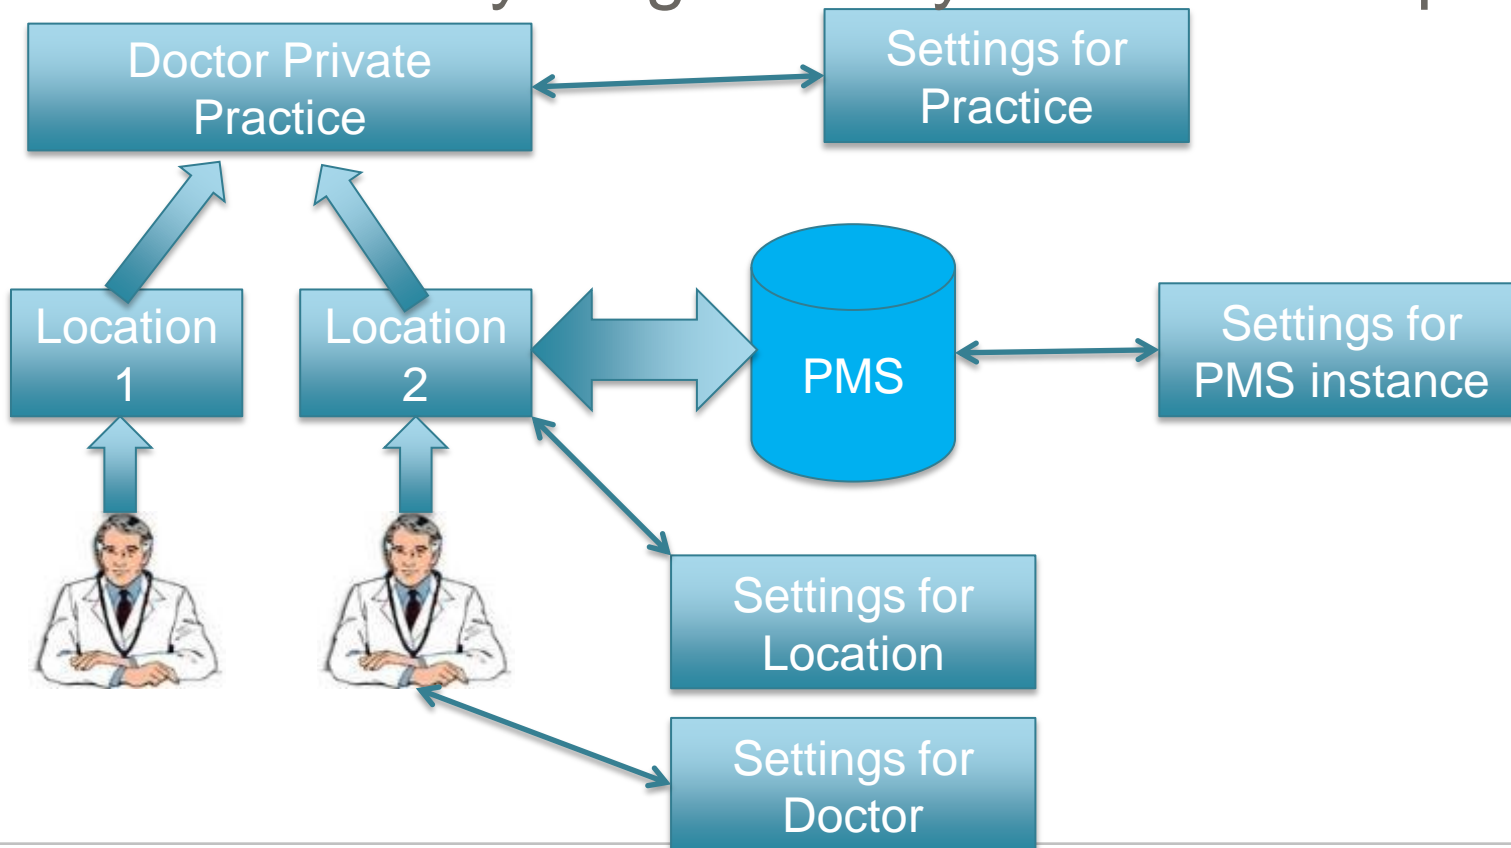 Doctor Private
Practice
Settings for
Practice
Location
1
Location
2
PMS
Settings for
PMS instance
Settings for
Location
Settings for
Doctor